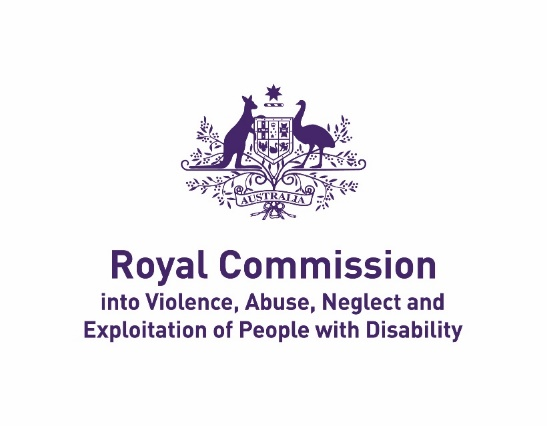 AUSTRALIA
Royal Commission
into Violence, Abuse, Neglect and
Exploitation of People with Disability